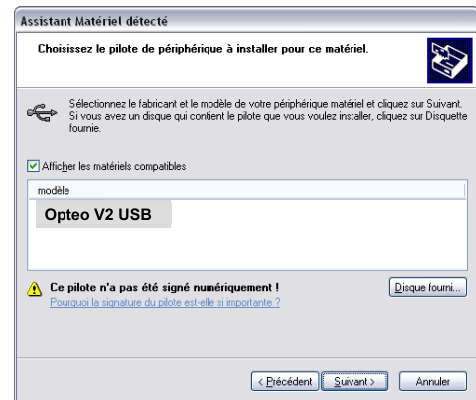 Assistant Matériel détecté
Choisissez le pilote de périphérique à installer pour ce matériel.
Sélectionnez le fabricant et le modèle de votre périphérique matériel et cliquez sur Suivant.
Si vous avez un disque qui contient le pilote que vous voulez installer, cliquez sur Disquette
fournie.
Afficher les matériels compatibles
modèle
Opteo V2 USB
Ce pilote n'a pas été signé numériquement !
Disque fourni...
Pourquoi la signature du pilote est-elle si importante ?
< Précédent
Suivant >
Annuler